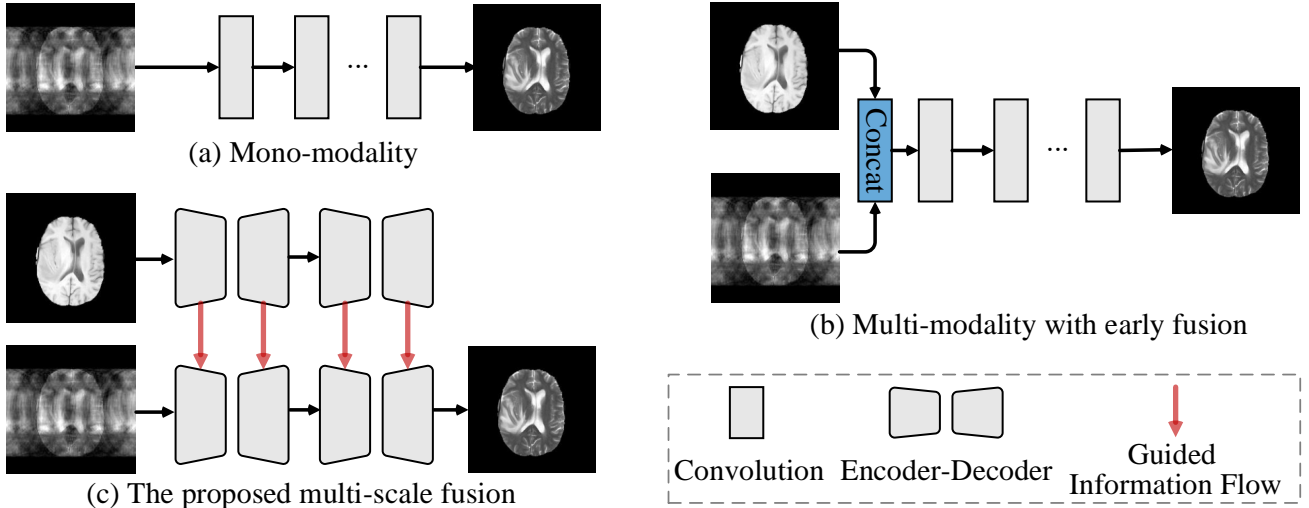 ...
(a) Mono-modality
Concat
...
(b) Multi-modality with early fusion
(c) The proposed multi-scale fusion
Convolution
Encoder-Decoder
Guided
Information Flow